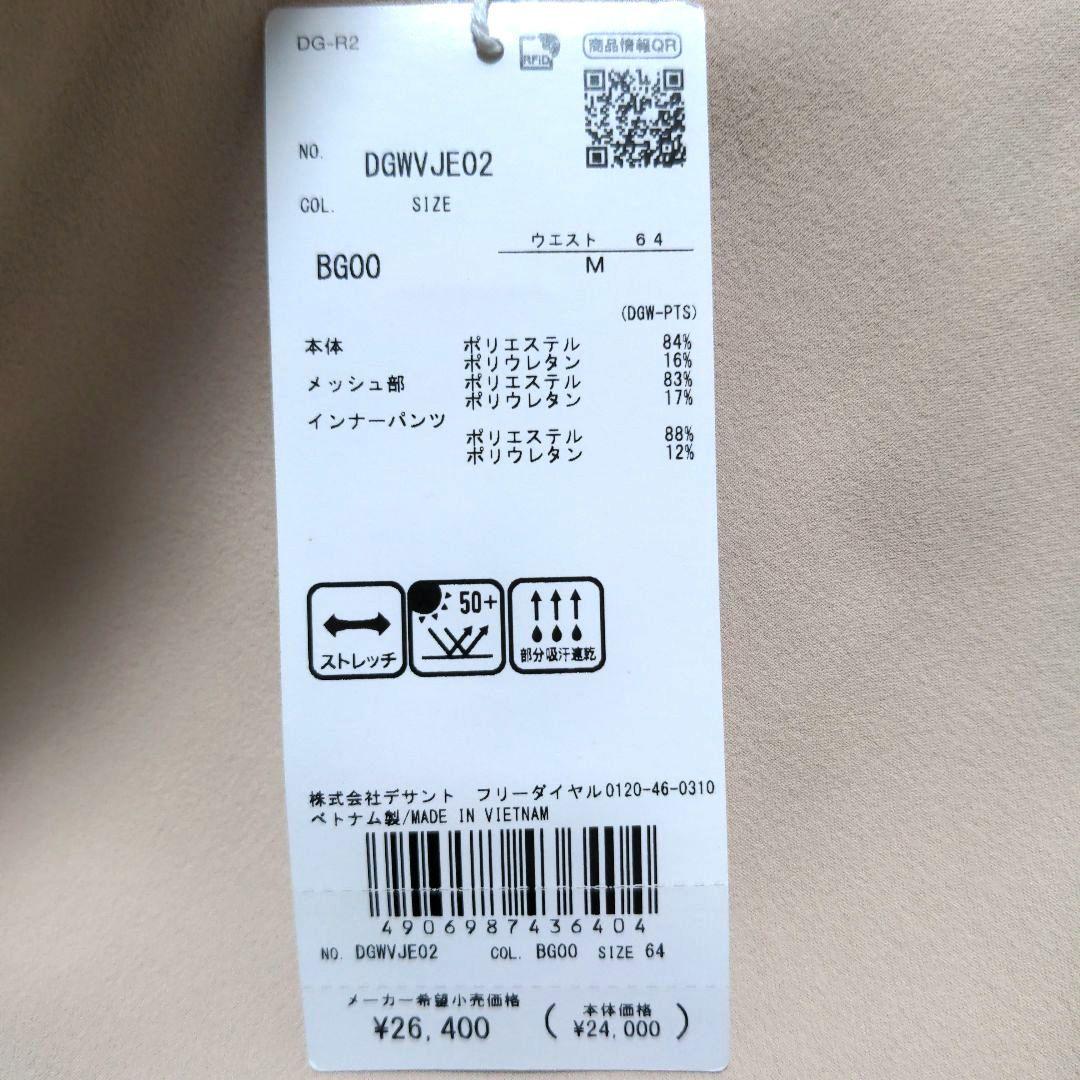 DG-R2
RFiD
商品情報QR
NO. DGWVJE02
COL. SIZE
ウエスト 64
BG00 M
(DGW-PTS)
本体 ポリエステル 84%
ポリウレタン 16%
メッシュ部 ポリエステル 83%
ポリウレタン 17%
インナーパンツ
ポリエステル 88%
ポリウレタン 12%
50+
ストレッチ
部分吸汗速乾
株式会社デサント フリーダイヤル0120-46-0310
ベトナム製/MADE IN VIETNAM
4906987436404
NO. DGWVJE02 COL. BG00 SIZE 64
メーカー希望小売価格
¥26,400
(本体価格
¥24,000)